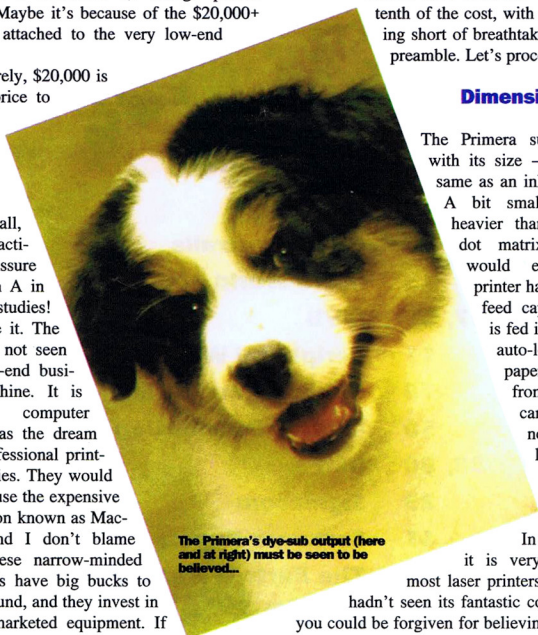 Maybe it's because of the $20,000+
attached to the very low-end
rely, $20,000 is
rice to
all,
acti-
ssure
A in
studies!
it. The
not seen
-end busi-
hine. It is
computer
as the dream
fessional print-
ies. They would
use the expensive
on known as Mac-
nd I don't blame
ese narrow-minded
s have big bucks to
und, and they invest in
marketed equipment. If
The Primera's dye-sub output (here
and at right) must be seen to be
believed...
tenth of the cost, with
ing short of breathtak
preamble. Let's proc
Dimensi
The Primera su
with its size –
same as an in
A bit smal
heavier than
dot matrix
would e
printer ha
feed ca
is fed i
auto-l
pape
from
can
In
it is very
most laser printers
hadn't seen its fantastic co
you could be forgiven for believin